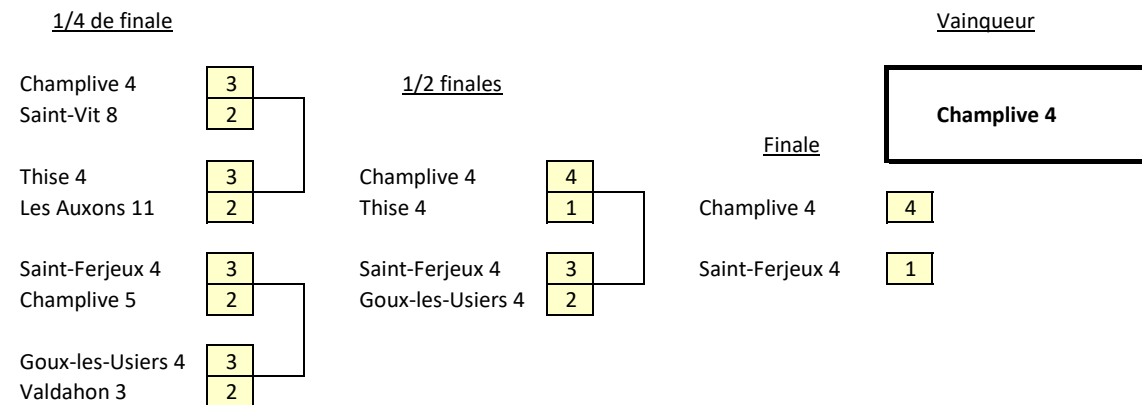 1/4 de finale
Champlive 4 3
Saint-Vit 8 2
Thise 4 3
Les Auxons 11 2
Saint-Ferjeux 4 3
Champlive 5 2
Goux-les-Usiers 4 3
Valdahon 3 2
1/2 finales
Champlive 4 4
Thise 4 1
Saint-Ferjeux 4 3
Goux-les-Usiers 4 2
Finale
Champlive 4 4
Saint-Ferjeux 4 1
Vainqueur
Champlive 4